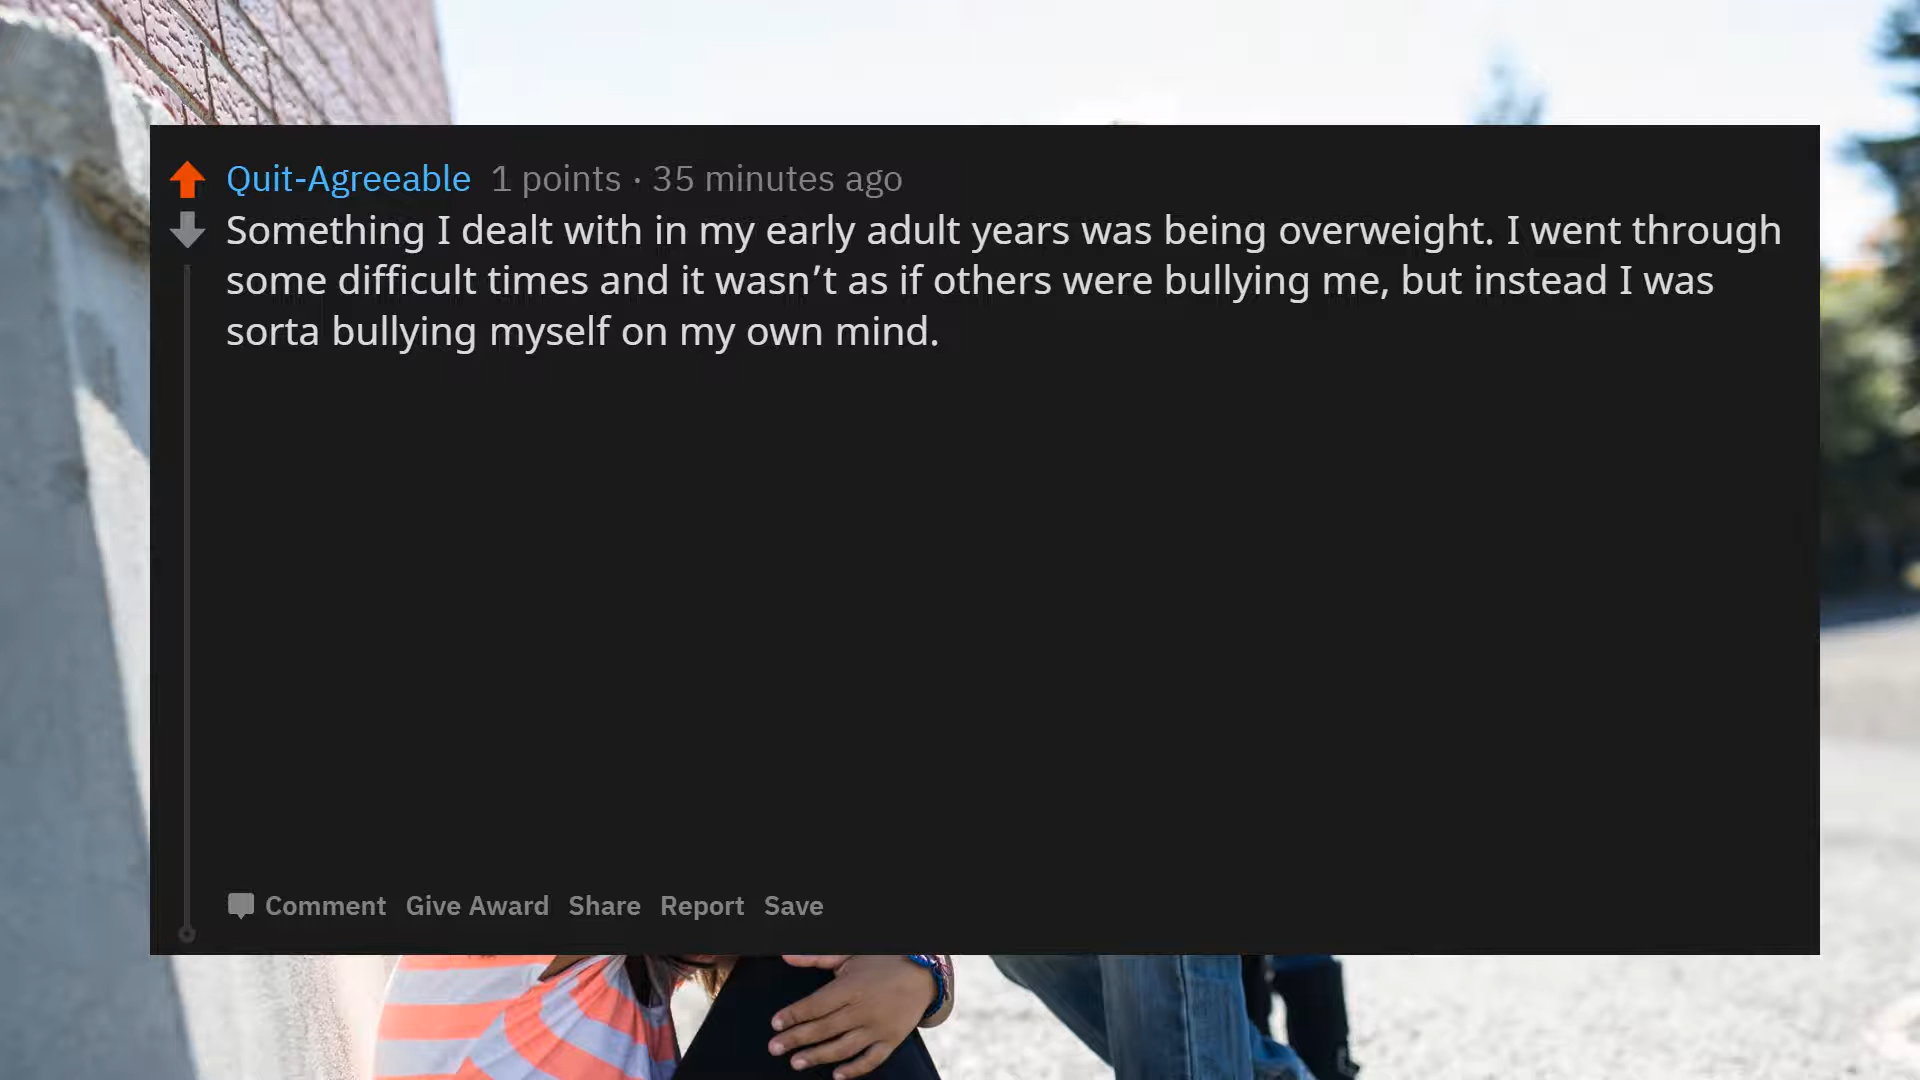 Quit-Agreeable 1 points · 35 minutes ago
Something I dealt with in my early adult years was being overweight. I went through
some difficult times and it wasn't as if others were bullying me, but instead I was
sorta bullying myself on my own mind.
Comment Give Award Share Report Save